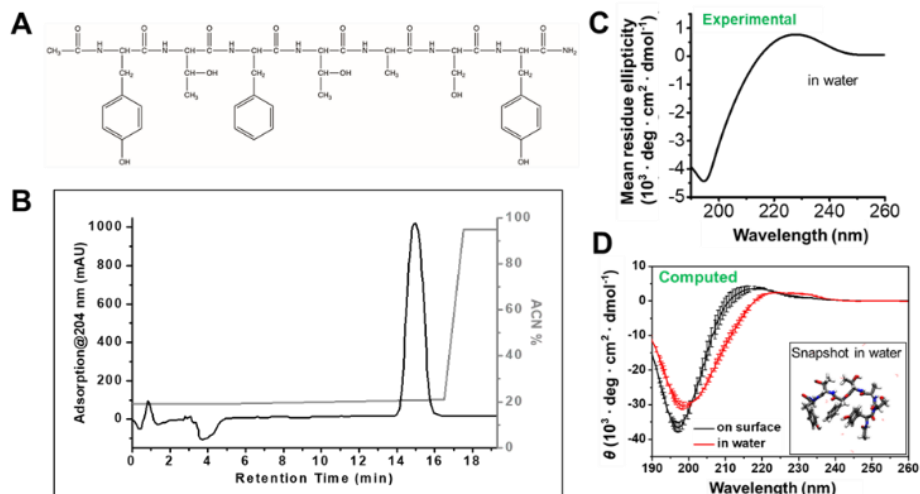 A
O O O O O O O O
H H H H H H H
CH₃ N N N N N N N NH₂
CH₂ OH CH₂ OH CH₃ CH₂ CH₂
CH₃ CH₃ OH
OH OH
B
Adsorption@204 nm (mAU)
1000
800
600
400
200
0
0 2 4 6 8 10 12 14 16 18
Retention Time (min)
100
80
60
40
20
0
ACN %
C
Experimental
in water
Mean residue ellipticity
(10³ · deg · cm² · dmol⁻¹)
1
0
-1
-2
-3
-4
-5
200 220 240 260
Wavelength (nm)
D
Computed
θ (10³ · deg · cm² · dmol⁻¹)
10
0
-10
-20
-30
-40
Snapshot in water
on surface
in water
190 200 210 220 230 240 250 260
Wavelength (nm)